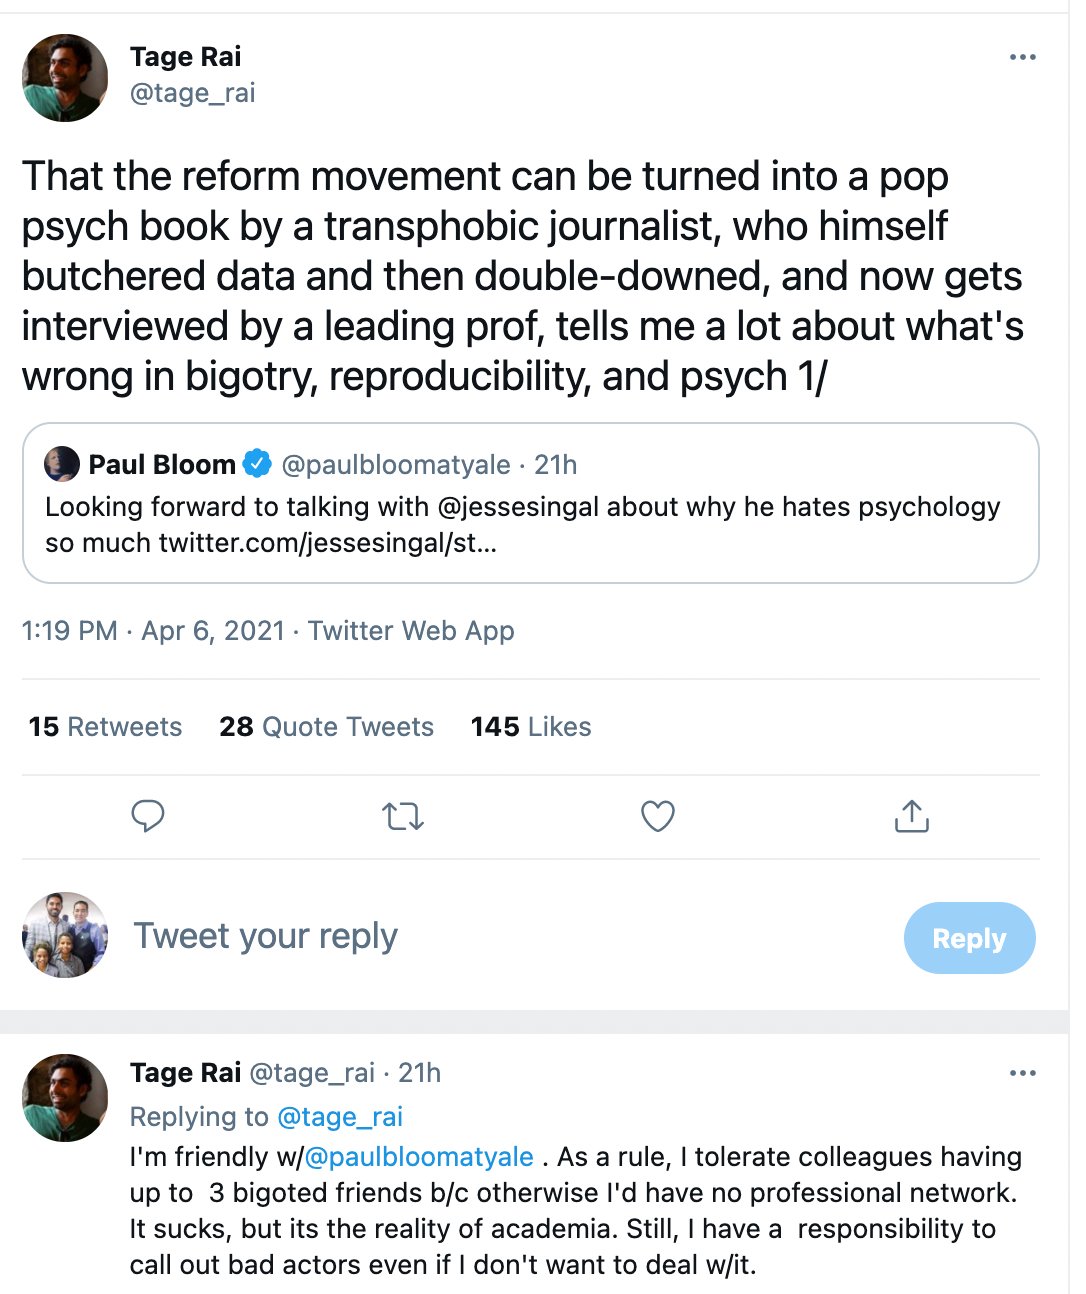 Tage Rai
@tage_rai
That the reform movement can be turned into a pop
psych book by a transphobic journalist, who himself
butchered data and then double-downed, and now gets
interviewed by a leading prof, tells me a lot about what's
wrong in bigotry, reproducibility, and psych 1/
Paul Bloom @paulbloomatyale · 21h
Looking forward to talking with @jessesingal about why he hates psychology
so much twitter.com/jessesingal/st...
1:19 PM · Apr 6, 2021 · Twitter Web App
15 Retweets 28 Quote Tweets 145 Likes
Tweet your reply
Reply
Tage Rai @tage_rai · 21h
Replying to @tage_rai
I'm friendly w/@paulbloomatyale . As a rule, I tolerate colleagues having
up to  3 bigoted friends b/c otherwise I'd have no professional network.
It sucks, but its the reality of academia. Still, I have a  responsibility to
call out bad actors even if I don't want to deal w/it.